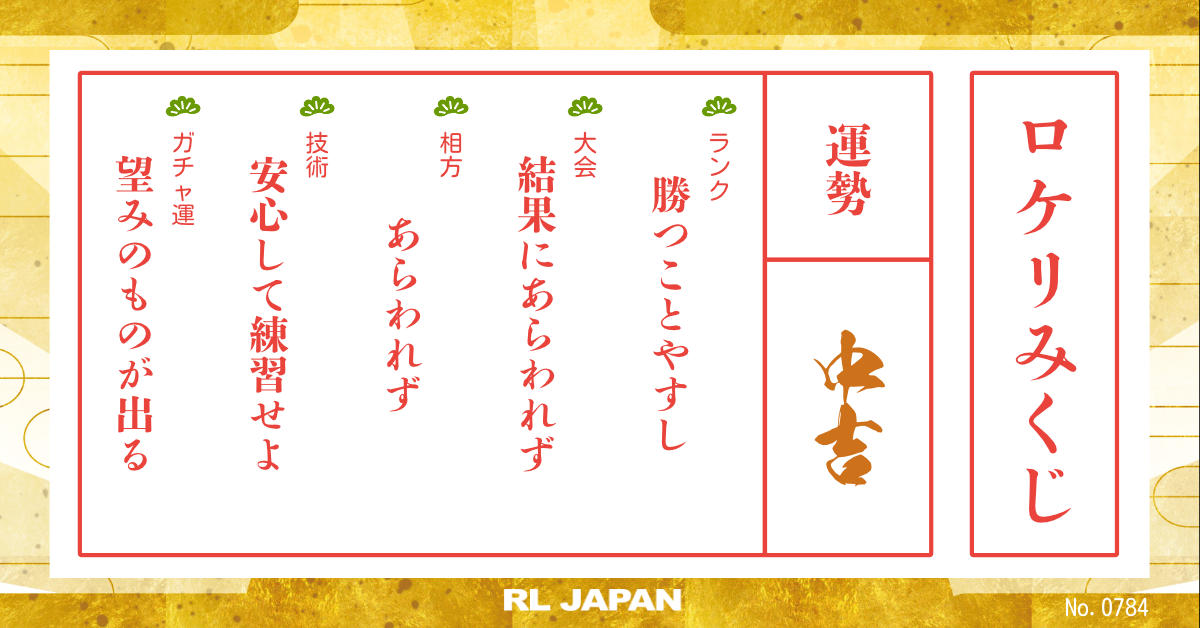 ロケリみくじ
運勢
中吉
ランク
勝つことやすし
大会
結果にあらわれず
相方
あらわれず
技術
安心して練習せよ
ガチャ運
望みのものが出る
RL JAPAN
No. 0784